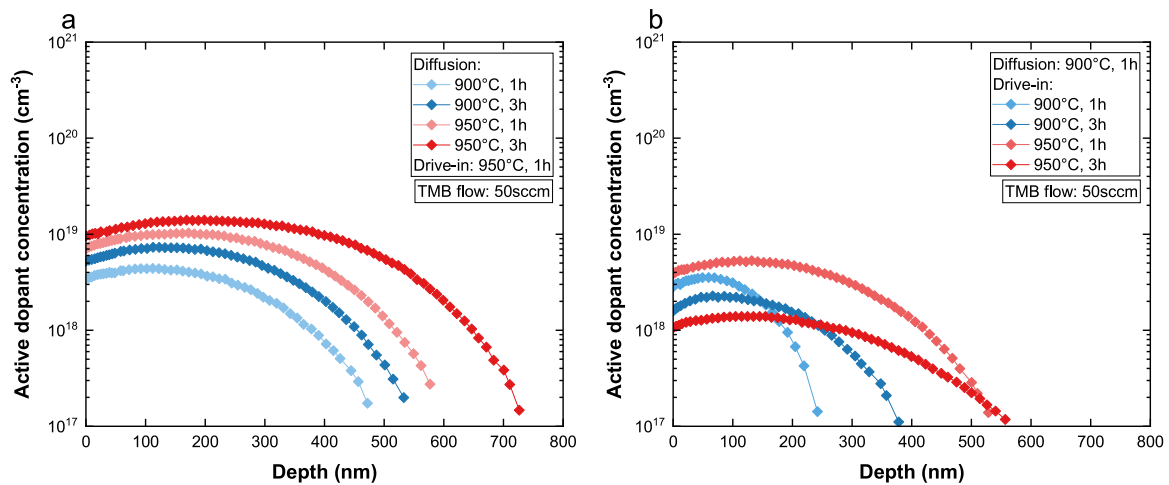 a
Active dopant concentration (cm-3)
10^21
10^20
10^19
10^18
10^17
0 100 200 300 400 500 600 700 800
Depth (nm)
Diffusion:
900°C, 1h
900°C, 3h
950°C, 1h
950°C, 3h
Drive-in: 950°C, 1h
TMB flow: 50sccm
b
Active dopant concentration (cm-3)
10^21
10^20
10^19
10^18
10^17
0 100 200 300 400 500 600 700 800
Depth (nm)
Diffusion: 900°C, 1h
Drive-in:
900°C, 1h
900°C, 3h
950°C, 1h
950°C, 3h
TMB flow: 50sccm